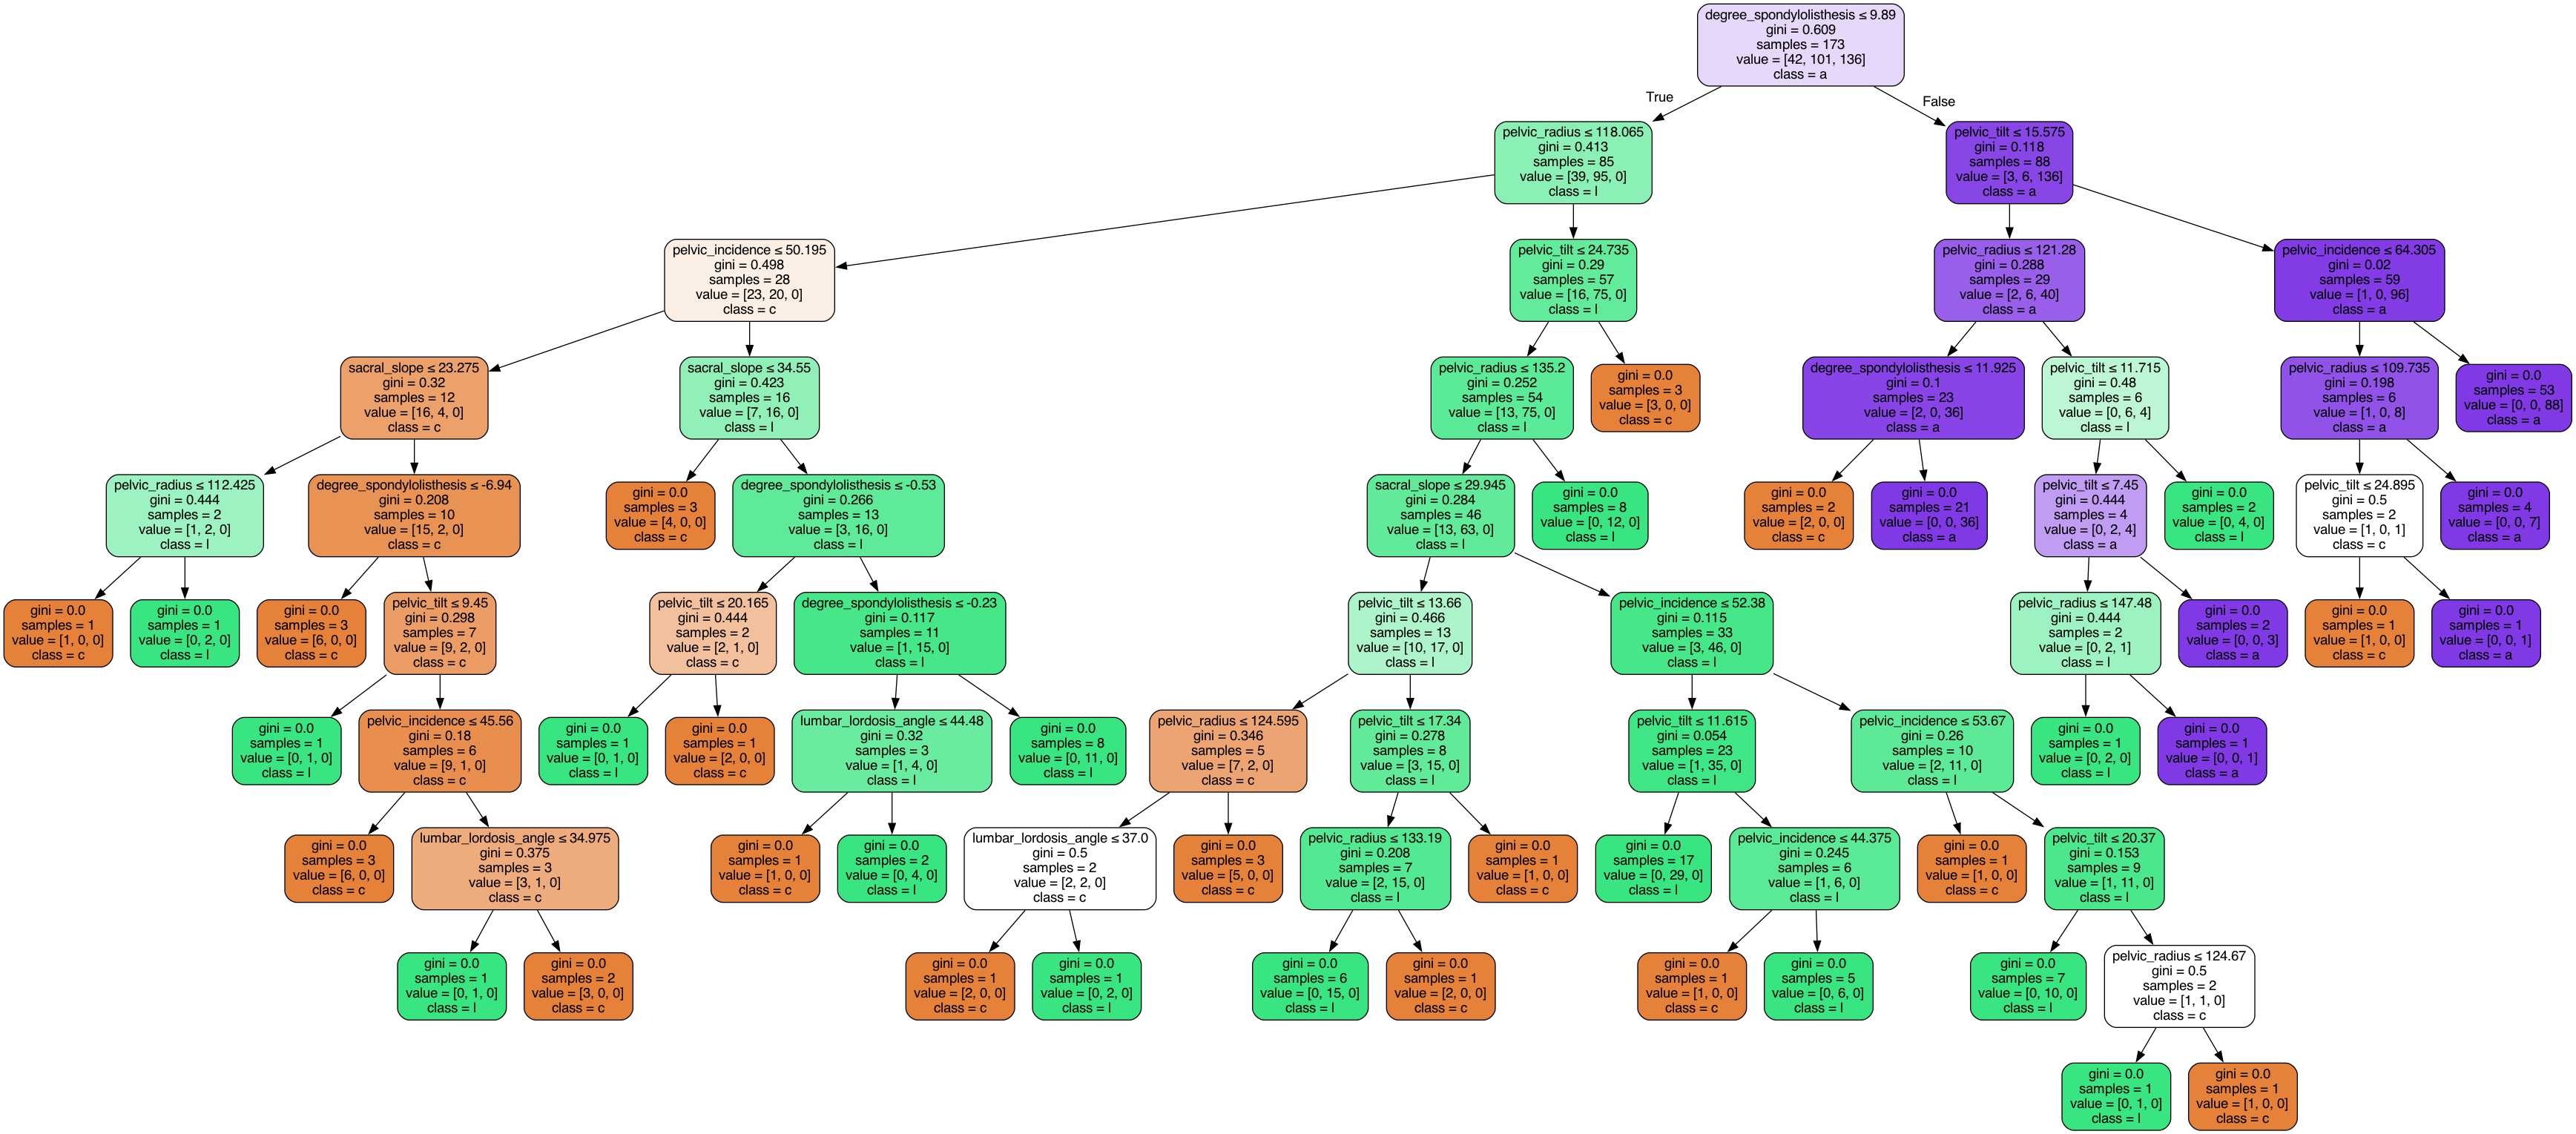 degree_spondylolisthesis ≤ 9.89
gini = 0.609
samples = 173
value = [42, 101, 136]
class = a
True
False
pelvic_radius ≤ 118.065
gini = 0.413
samples = 85
value = [39, 95, 0]
class = l
pelvic_tilt ≤ 15.575
gini = 0.118
samples = 88
value = [3, 6, 136]
class = a
pelvic_incidence ≤ 50.195
gini = 0.498
samples = 28
value = [23, 20, 0]
class = c
pelvic_tilt ≤ 24.735
gini = 0.29
samples = 57
value = [16, 75, 0]
class = l
pelvic_radius ≤ 121.28
gini = 0.288
samples = 29
value = [2, 6, 40]
class = a
pelvic_incidence ≤ 64.305
gini = 0.02
samples = 59
value = [1, 0, 96]
class = a
sacral_slope ≤ 23.275
gini = 0.32
samples = 12
value = [16, 4, 0]
class = c
sacral_slope ≤ 34.55
gini = 0.423
samples = 16
value = [7, 16, 0]
class = l
pelvic_radius ≤ 135.2
gini = 0.252
samples = 54
value = [13, 75, 0]
class = l
gini = 0.0
samples = 3
value = [3, 0, 0]
class = c
degree_spondylolisthesis ≤ 11.925
gini = 0.1
samples = 23
value = [2, 0, 36]
class = a
pelvic_tilt ≤ 11.715
gini = 0.48
samples = 6
value = [0, 6, 4]
class = l
pelvic_radius ≤ 109.735
gini = 0.198
samples = 6
value = [1, 0, 8]
class = a
gini = 0.0
samples = 53
value = [0, 0, 88]
class = a
pelvic_radius ≤ 112.425
gini = 0.444
samples = 2
value = [1, 2, 0]
class = l
degree_spondylolisthesis ≤ -6.94
gini = 0.208
samples = 10
value = [15, 2, 0]
class = c
gini = 0.0
samples = 3
value = [4, 0, 0]
class = c
degree_spondylolisthesis ≤ -0.53
gini = 0.266
samples = 13
value = [3, 16, 0]
class = l
sacral_slope ≤ 29.945
gini = 0.284
samples = 46
value = [13, 63, 0]
class = l
gini = 0.0
samples = 8
value = [0, 12, 0]
class = l
gini = 0.0
samples = 2
value = [2, 0, 0]
class = c
gini = 0.0
samples = 21
value = [0, 0, 36]
class = a
pelvic_tilt ≤ 7.45
gini = 0.444
samples = 4
value = [0, 2, 4]
class = a
gini = 0.0
samples = 2
value = [0, 4, 0]
class = l
pelvic_tilt ≤ 24.895
gini = 0.5
samples = 2
value = [1, 0, 1]
class = c
gini = 0.0
samples = 4
value = [0, 0, 7]
class = a
gini = 0.0
samples = 1
value = [1, 0, 0]
class = c
gini = 0.0
samples = 1
value = [0, 2, 0]
class = l
gini = 0.0
samples = 3
value = [6, 0, 0]
class = c
pelvic_tilt ≤ 9.45
gini = 0.298
samples = 7
value = [9, 2, 0]
class = c
pelvic_tilt ≤ 20.165
gini = 0.444
samples = 2
value = [2, 1, 0]
class = c
degree_spondylolisthesis ≤ -0.23
gini = 0.117
samples = 11
value = [1, 15, 0]
class = l
pelvic_tilt ≤ 13.66
gini = 0.466
samples = 13
value = [10, 17, 0]
class = l
pelvic_incidence ≤ 52.38
gini = 0.115
samples = 33
value = [3, 46, 0]
class = l
pelvic_radius ≤ 147.48
gini = 0.444
samples = 2
value = [0, 2, 1]
class = l
gini = 0.0
samples = 2
value = [0, 0, 3]
class = a
gini = 0.0
samples = 1
value = [1, 0, 0]
class = c
gini = 0.0
samples = 1
value = [0, 0, 1]
class = a
gini = 0.0
samples = 1
value = [0, 1, 0]
class = l
pelvic_incidence ≤ 45.56
gini = 0.18
samples = 6
value = [9, 1, 0]
class = c
gini = 0.0
samples = 1
value = [0, 1, 0]
class = l
gini = 0.0
samples = 1
value = [2, 0, 0]
class = c
lumbar_lordosis_angle ≤ 44.48
gini = 0.32
samples = 3
value = [1, 4, 0]
class = l
gini = 0.0
samples = 8
value = [0, 11, 0]
class = l
pelvic_radius ≤ 124.595
gini = 0.346
samples = 5
value = [7, 2, 0]
class = c
pelvic_tilt ≤ 17.34
gini = 0.278
samples = 8
value = [3, 15, 0]
class = l
pelvic_tilt ≤ 11.615
gini = 0.054
samples = 23
value = [1, 35, 0]
class = l
pelvic_incidence ≤ 53.67
gini = 0.26
samples = 10
value = [2, 11, 0]
class = l
gini = 0.0
samples = 1
value = [0, 2, 0]
class = l
gini = 0.0
samples = 1
value = [0, 0, 1]
class = a
gini = 0.0
samples = 3
value = [6, 0, 0]
class = c
lumbar_lordosis_angle ≤ 34.975
gini = 0.375
samples = 3
value = [3, 1, 0]
class = c
gini = 0.0
samples = 1
value = [1, 0, 0]
class = c
gini = 0.0
samples = 2
value = [0, 4, 0]
class = l
lumbar_lordosis_angle ≤ 37.0
gini = 0.5
samples = 2
value = [2, 2, 0]
class = c
gini = 0.0
samples = 3
value = [5, 0, 0]
class = c
pelvic_radius ≤ 133.19
gini = 0.208
samples = 7
value = [2, 15, 0]
class = l
gini = 0.0
samples = 1
value = [1, 0, 0]
class = c
gini = 0.0
samples = 17
value = [0, 29, 0]
class = l
pelvic_incidence ≤ 44.375
gini = 0.245
samples = 6
value = [1, 6, 0]
class = l
gini = 0.0
samples = 1
value = [1, 0, 0]
class = c
pelvic_tilt ≤ 20.37
gini = 0.153
samples = 9
value = [1, 11, 0]
class = l
gini = 0.0
samples = 1
value = [0, 1, 0]
class = l
gini = 0.0
samples = 2
value = [3, 0, 0]
class = c
gini = 0.0
samples = 1
value = [2, 0, 0]
class = c
gini = 0.0
samples = 1
value = [0, 2, 0]
class = l
gini = 0.0
samples = 6
value = [0, 15, 0]
class = l
gini = 0.0
samples = 1
value = [2, 0, 0]
class = c
gini = 0.0
samples = 1
value = [1, 0, 0]
class = c
gini = 0.0
samples = 5
value = [0, 6, 0]
class = l
gini = 0.0
samples = 7
value = [0, 10, 0]
class = l
pelvic_radius ≤ 124.67
gini = 0.5
samples = 2
value = [1, 1, 0]
class = c
gini = 0.0
samples = 1
value = [0, 1, 0]
class = l
gini = 0.0
samples = 1
value = [1, 0, 0]
class = c